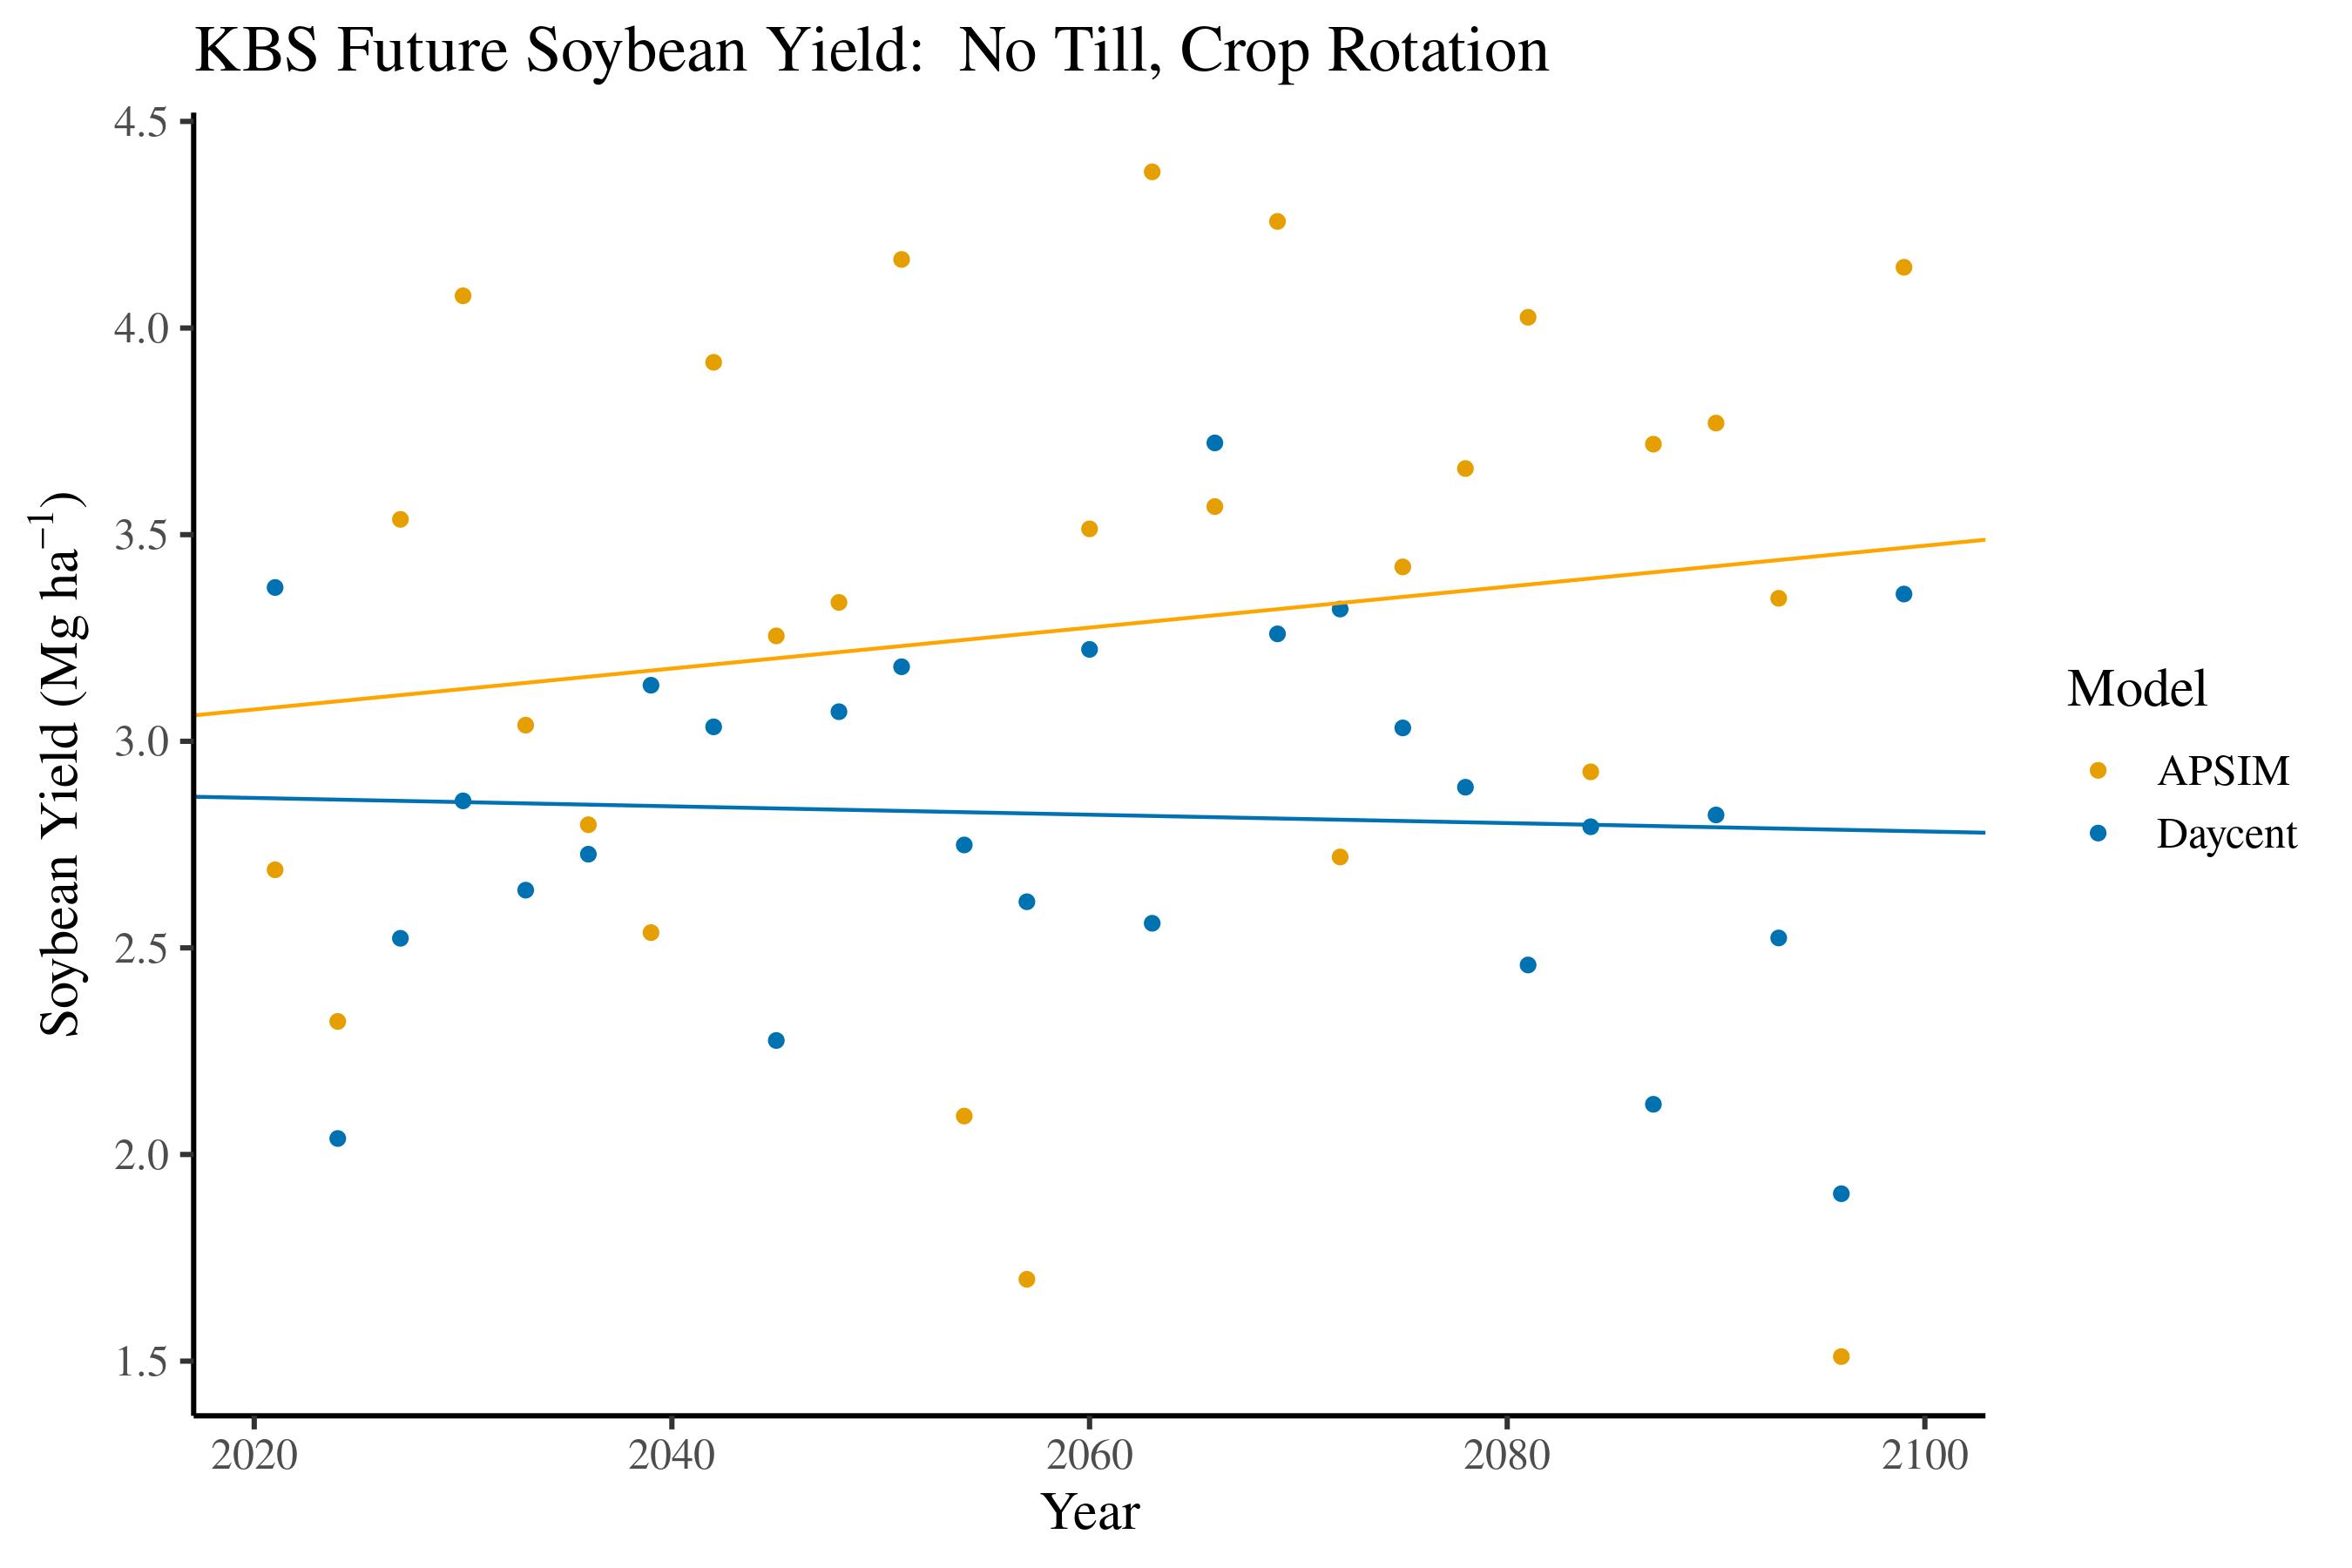 KBS Future Soybean Yield:  No Till, Crop Rotation
4.5
4.0
3.5
3.0
2.5
2.0
1.5
Soybean Yield (Mg ha⁻¹)
2020 2040 2060 2080 2100
Year
Model
APSIM
Daycent